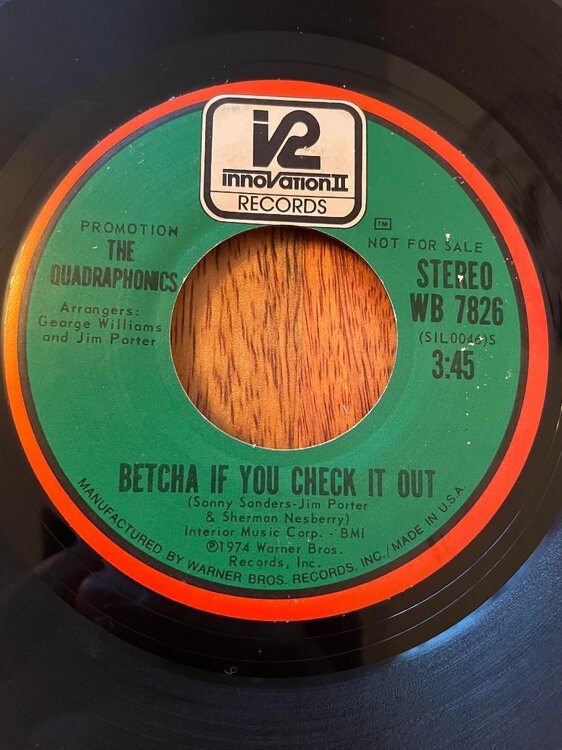 i2
innovation II
RECORDS
TM
PROMOTION
NOT FOR SALE
THE
QUADRAPHONICS
Arrangers:
George Williams
and Jim Porter
STEREO
WB 7826
(SIL0046)S
3:45
BETCHA IF YOU CHECK IT OUT
(Sonny Sanders-Jim Porter
& Sherman Nesberry)
Interior Music Corp. - BMI
℗1974 Warner Bros.
Records, Inc.
MANUFACTURED BY WARNER BROS. RECORDS, INC./MADE IN U.S.A.